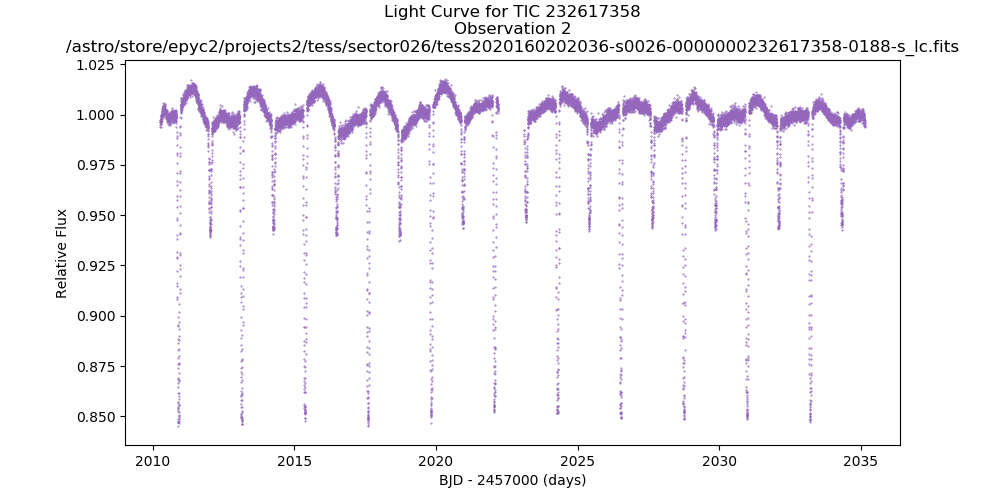 Light Curve for TIC 232617358
Observation 2
/astro/store/epyc2/projects2/tess/sector026/tess2020160202036-s0026-0000000232617358-0188-s_lc.fits
1.025
1.000
0.975
0.950
0.925
0.900
0.875
0.850
Relative Flux
2010
2015
2020
2025
2030
2035
BJD - 2457000 (days)